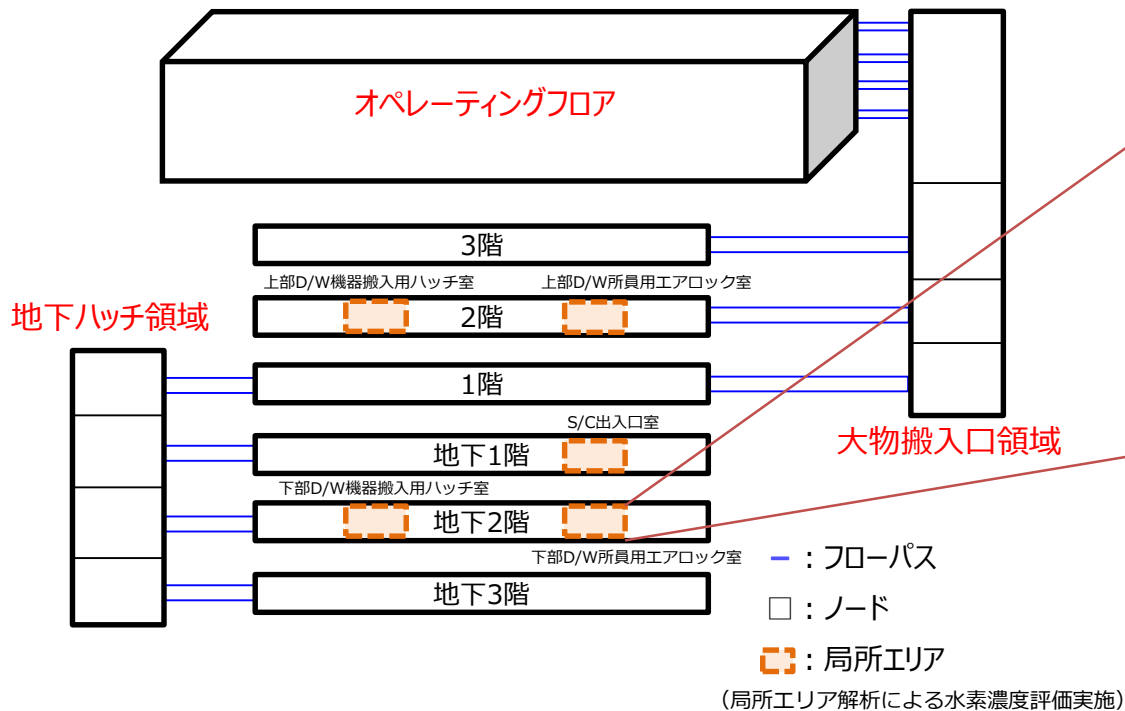 オペレーティングフロア
3階
上部D/W機器搬入用ハッチ室
上部D/W所員用エアロック室
2階
地下ハッチ領域
1階
S/C出入口室
地下1階
大物搬入口領域
下部D/W機器搬入用ハッチ室
地下2階
下部D/W所員用エアロック室
地下3階
：フローパス
：ノード
：局所エリア
（局所エリア解析による水素濃度評価実施）